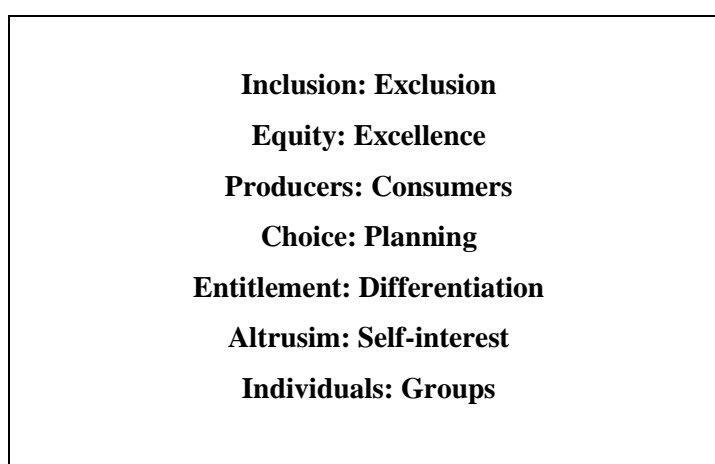 Inclusion: Exclusion
Equity: Excellence
Producers: Consumers
Choice: Planning
Entitlement: Differentiation
Altrusim: Self-interest
Individuals: Groups